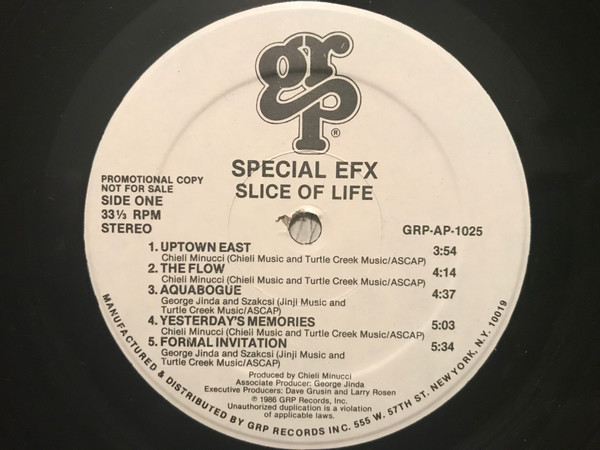 grp
®
SPECIAL EFX
SLICE OF LIFE
PROMOTIONAL COPY
NOT FOR SALE
SIDE ONE
33⅓ RPM
STEREO
GRP-AP-1025
1. UPTOWN EAST 3:54
Chieli Minucci (Chieli Music and Turtle Creek Music/ASCAP)
2. THE FLOW 4:14
Chieli Minucci (Chieli Music and Turtle Creek Music/ASCAP)
3. AQUABOGUE 4:37
George Jinda and Szakcsi (Jinji Music and
Turtle Creek Music/ASCAP)
4. YESTERDAY'S MEMORIES 5:03
Chieli Minucci (Chieli Music and Turtle Creek Music/ASCAP)
5. FORMAL INVITATION 5:34
George Jinda and Szakcsi (Jinji Music and
Turtle Creek Music/ASCAP)
Produced by Chieli Minucci
Associate Producer: George Jinda
Executive Producers: Dave Grusin and Larry Rosen
℗ 1986 GRP Records, Inc.
Unauthorized duplication is a violation
of applicable laws.
MANUFACTURED & DISTRIBUTED BY GRP RECORDS INC. 555 W. 57TH ST. NEW YORK, N.Y. 10019